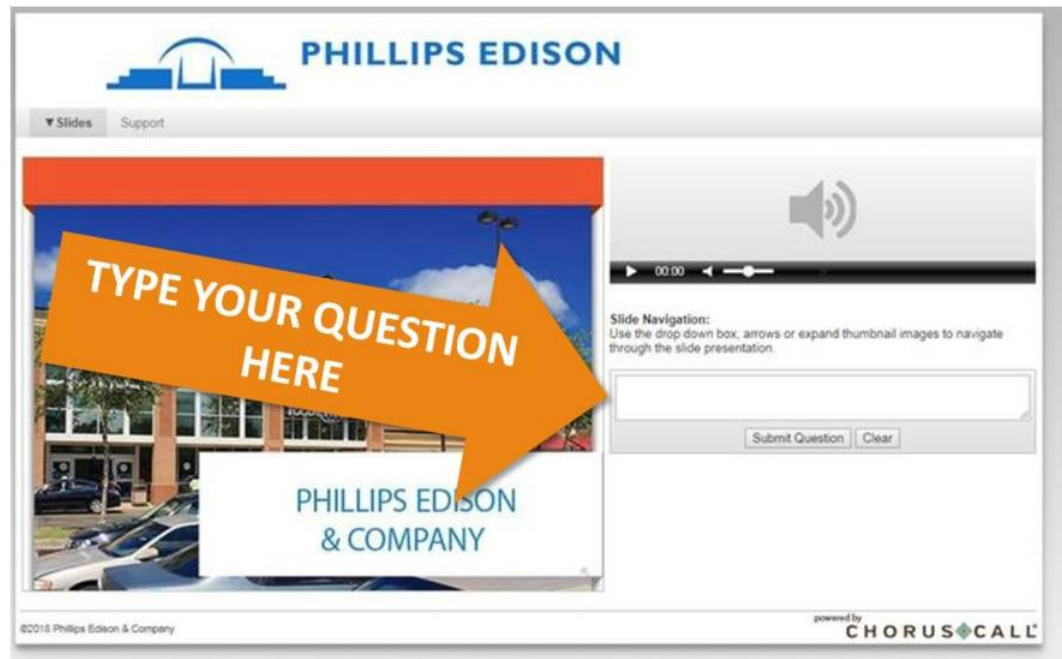 PHILLIPS EDISON
▼ Slides Support
TYPE YOUR QUESTION
HERE
PHILLIPS EDISON
& COMPANY
00:00
Slide Navigation:
Use the drop down box, arrows or expand thumbnail images to navigate
through the slide presentation.
Submit Question Clear
©2018 Phillips Edison & Company
powered by
CHORUS CALL